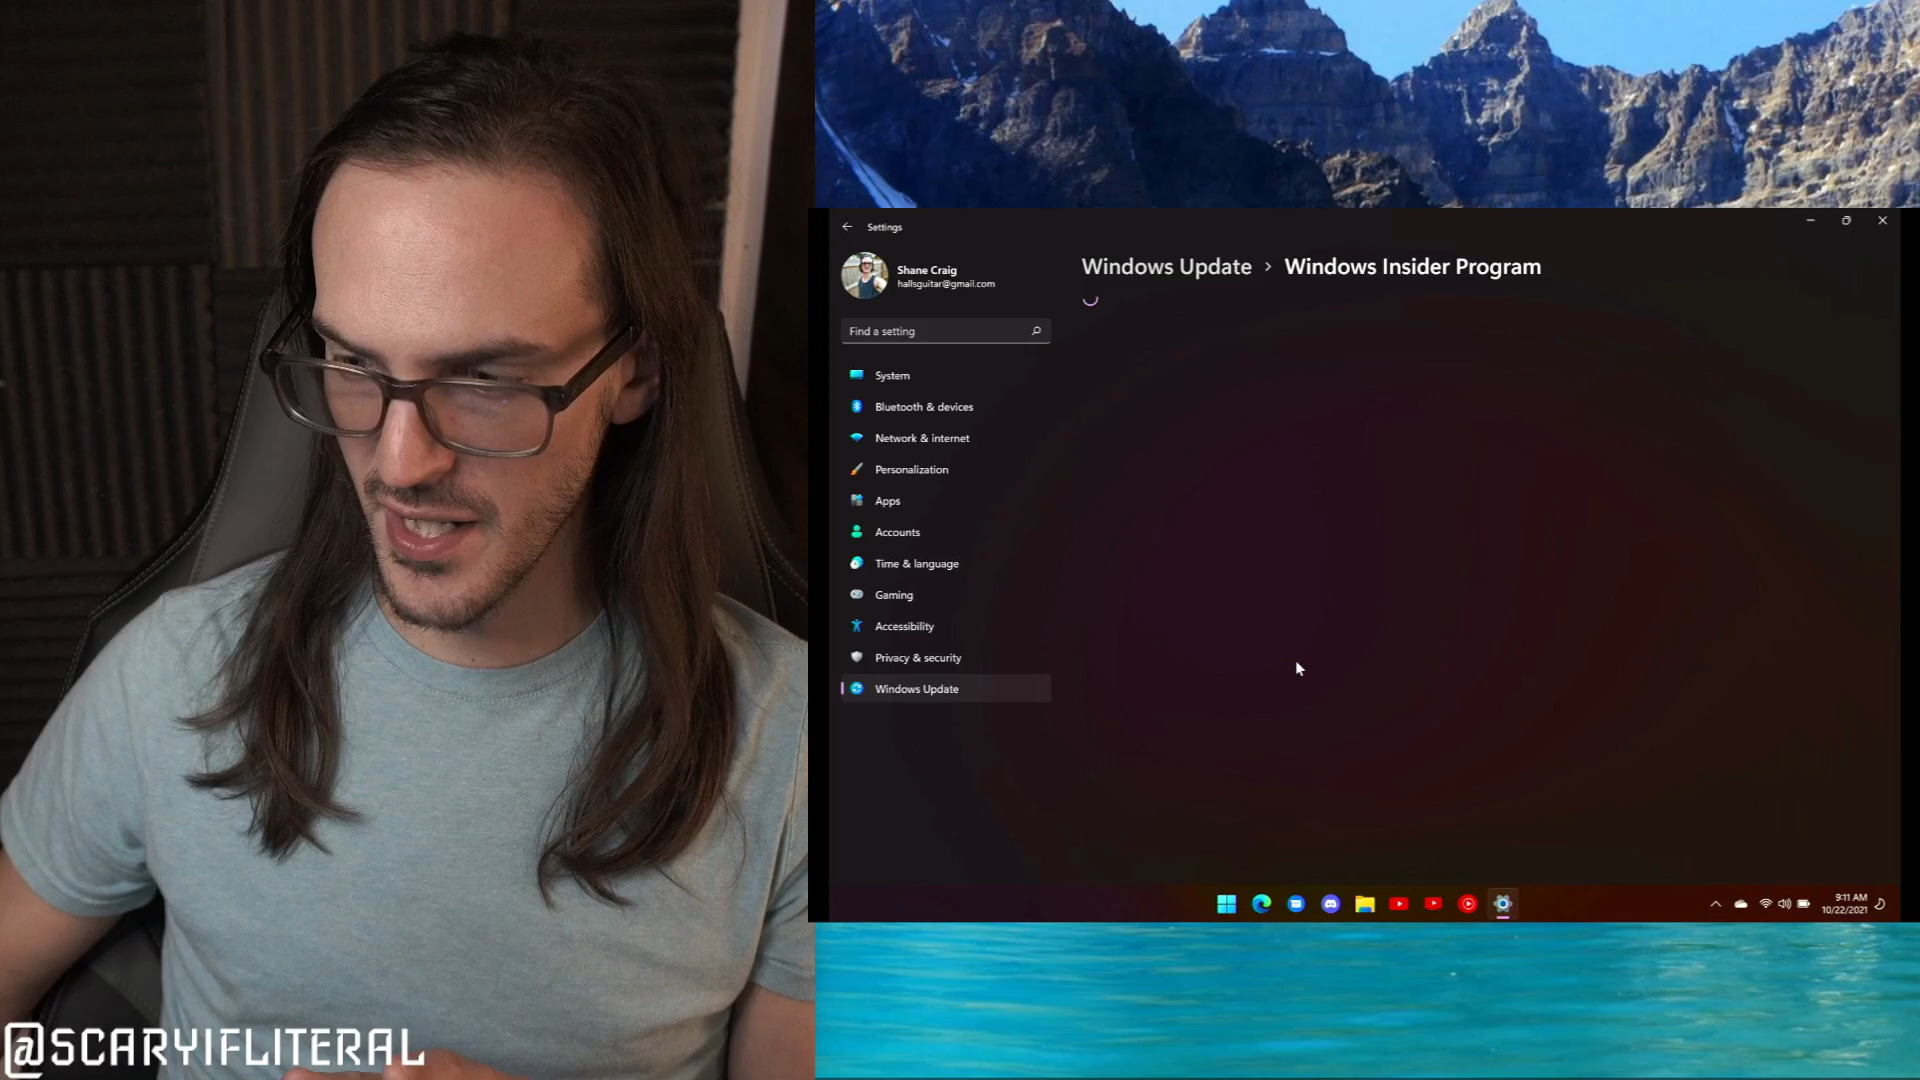 Settings
Shane Craig
hallsguitar@gmail.com
Find a setting
System
Bluetooth & devices
Network & internet
Personalization
Apps
Accounts
Time & language
Gaming
Accessibility
Privacy & security
Windows Update
Windows Update > Windows Insider Program
9:11 AM
10/22/2021
@SCARYIFLITERAL